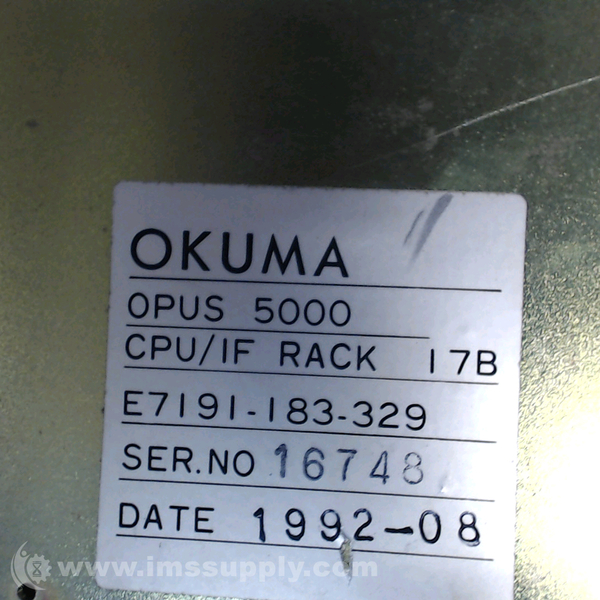 OKUMA
OPUS 5000
CPU/IF RACK 17B
E7191-183-329
SER.NO 16748
DATE 1992-08
www.imssupply.com